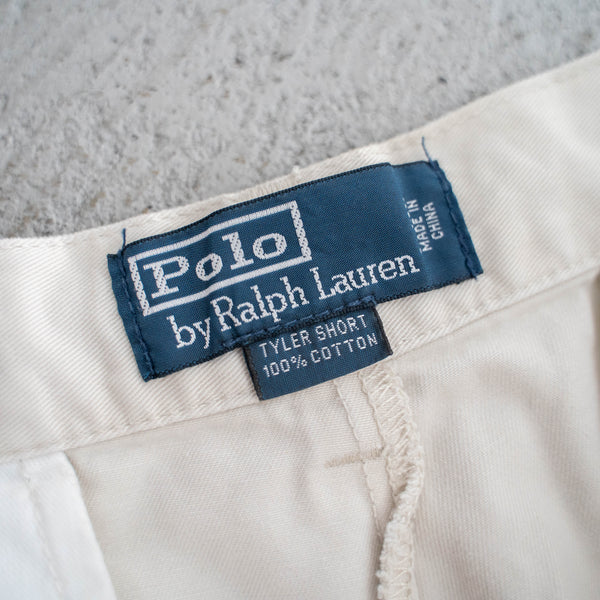 Polo
by Ralph Lauren
MADE IN
CHINA
TYLER SHORT
100% COTTON